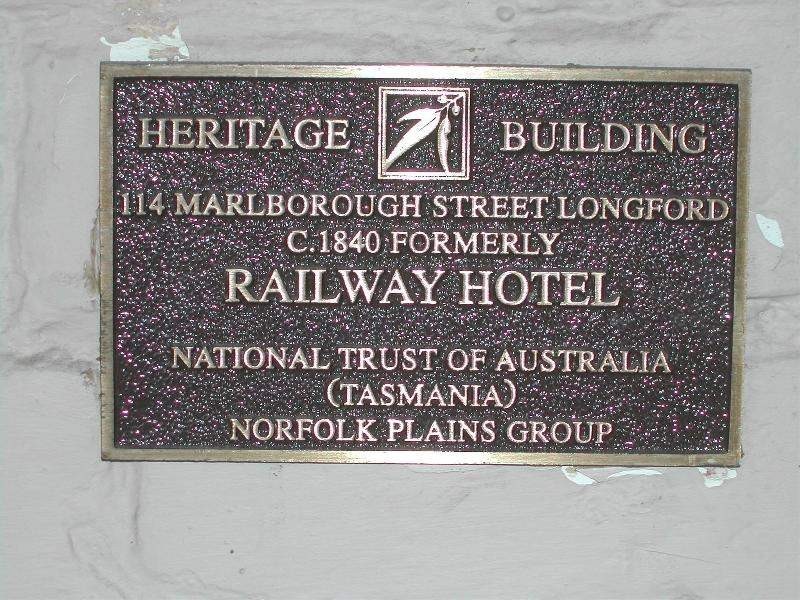 HERITAGE BUILDING
114 MARLBOROUGH STREET LONGFORD
C.1840 FORMERLY
RAILWAY HOTEL
NATIONAL TRUST OF AUSTRALIA
(TASMANIA)
NORFOLK PLAINS GROUP